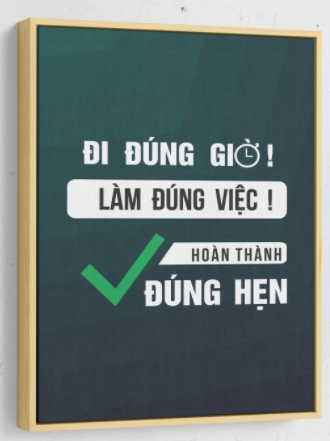 ĐI ĐÚNG GIỜ !
LÀM ĐÚNG VIỆC !
HOÀN THÀNH
ĐÚNG HẸN